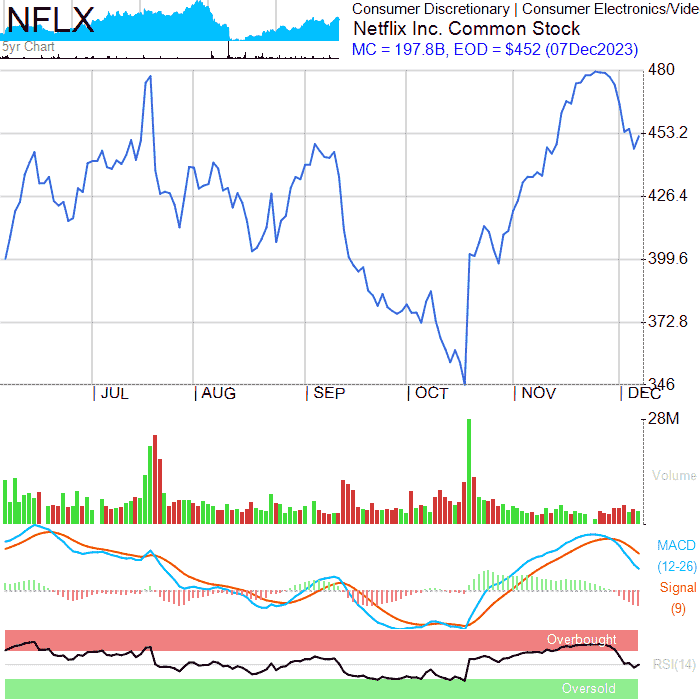 NFLX
5yr Chart
Consumer Discretionary | Consumer Electronics/Vide
Netflix Inc. Common Stock
MC = 197.8B, EOD = $452 (07Dec2023)
480
453.2
426.4
399.6
372.8
346
JUL AUG SEP OCT NOV DEC
28M
Volume
MACD
(12-26)
Signal
(9)
Overbought
RSI(14)
Oversold